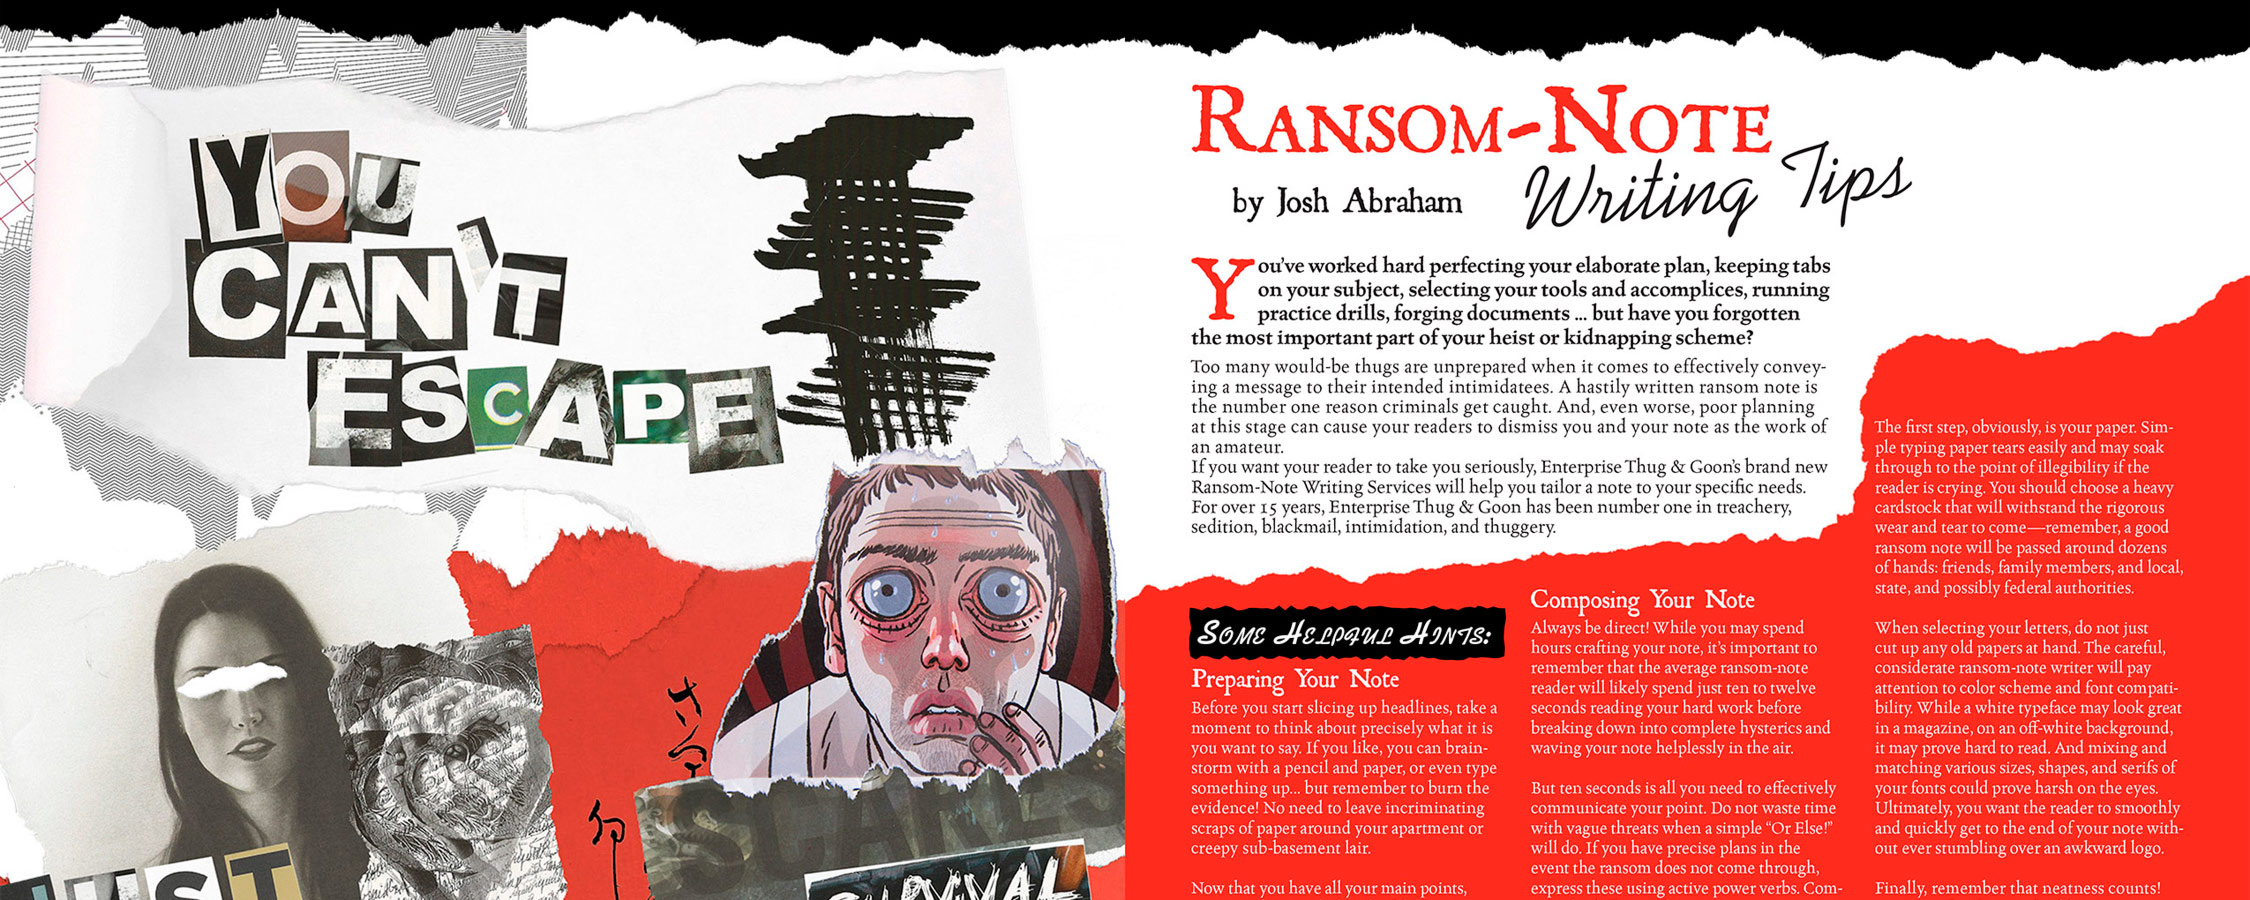 YOU
CAN'T
ESCAPE
UST
SCARES
SURVIVAL
RANSOM-NOTE
Writing Tips
by Josh Abraham
You've worked hard perfecting your elaborate plan, keeping tabs
on your subject, selecting your tools and accomplices, running
practice drills, forging documents ... but have you forgotten
the most important part of your heist or kidnapping scheme?
Too many would-be thugs are unprepared when it comes to effectively convey-
ing a message to their intended intimidatees. A hastily written ransom note is
the number one reason criminals get caught. And, even worse, poor planning
at this stage can cause your readers to dismiss you and your note as the work of
an amateur.
If you want your reader to take you seriously, Enterprise Thug & Goon's brand new
Ransom-Note Writing Services will help you tailor a note to your specific needs.
For over 15 years, Enterprise Thug & Goon has been number one in treachery,
sedition, blackmail, intimidation, and thuggery.
SOME HELPFUL HINTS:
Preparing Your Note
Before you start slicing up headlines, take a
moment to think about precisely what it is
you want to say. If you like, you can brain-
storm with a pencil and paper, or even type
something up... but remember to burn the
evidence! No need to leave incriminating
scraps of paper around your apartment or
creepy sub-basement lair.
Now that you have all your main points,
Composing Your Note
Always be direct! While you may spend
hours crafting your note, it's important to
remember that the average ransom-note
reader will likely spend just ten to twelve
seconds reading your hard work before
breaking down into complete hysterics and
waving your note helplessly in the air.
But ten seconds is all you need to effectively
communicate your point. Do not waste time
with vague threats when a simple "Or Else!"
will do. If you have precise plans in the
event the ransom does not come through,
express these using active power verbs. Com-
The first step, obviously, is your paper. Sim-
ple typing paper tears easily and may soak
through to the point of illegibility if the
reader is crying. You should choose a heavy
cardstock that will withstand the rigorous
wear and tear to come—remember, a good
ransom note will be passed around dozens
of hands: friends, family members, and local,
state, and possibly federal authorities.
When selecting your letters, do not just
cut up any old papers at hand. The careful,
considerate ransom-note writer will pay
attention to color scheme and font compati-
bility. While a white typeface may look great
in a magazine, on an off-white background,
it may prove hard to read. And mixing and
matching various sizes, shapes, and serifs of
your fonts could prove harsh on the eyes.
Ultimately, you want the reader to smoothly
and quickly get to the end of your note with-
out ever stumbling over an awkward logo.
Finally, remember that neatness counts!